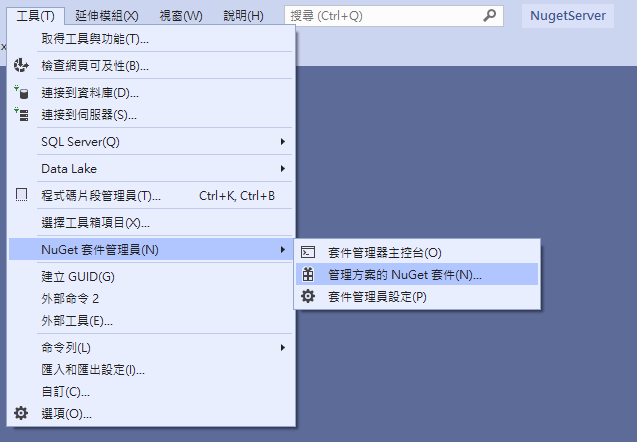 工具(T) 延伸模組(X) 視窗(W) 說明(H) 搜尋 (Ctrl+Q) NugetServer
取得工具與功能(T)...
檢查網頁可及性(B)...
連接到資料庫(D)...
連接到伺服器(S)...
SQL Server(Q)
Data Lake
程式碼片段管理員(T)... Ctrl+K, Ctrl+B
選擇工具箱項目(X)...
NuGet 套件管理員(N)
套件管理器主控台(O)
管理方案的 NuGet 套件(N)...
套件管理員設定(P)
建立 GUID(G)
外部命令 2
外部工具(E)...
命令列(L)
匯入和匯出設定(I)...
自訂(C)...
選項(O)...